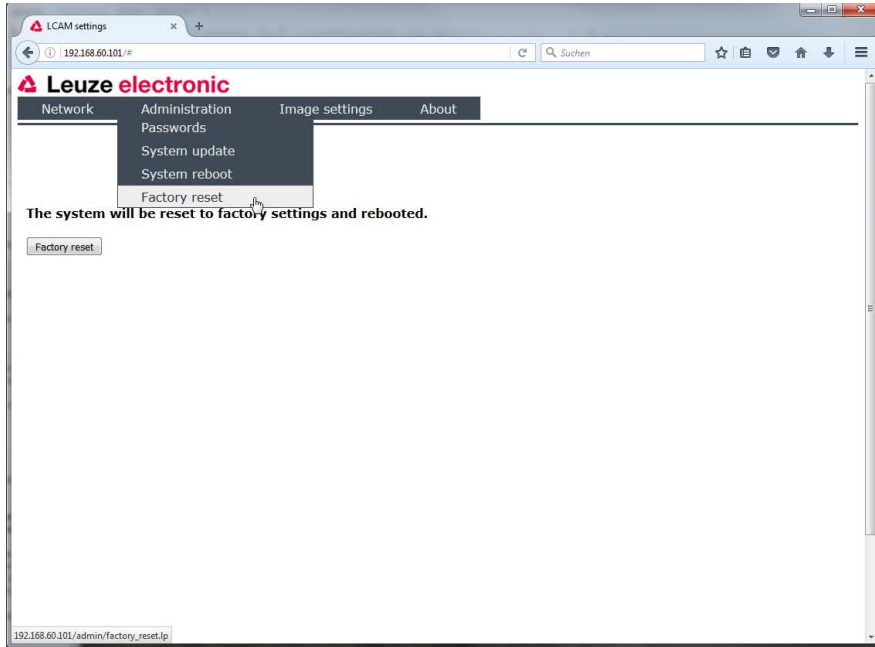 LCAM settings
192.168.60.101/#
Suchen
Leuze electronic
Network Administration Image settings About
Passwords
System update
System reboot
Factory reset
The system will be reset to factory settings and rebooted.
Factory reset
192.168.60.101/admin/factory_reset.lp